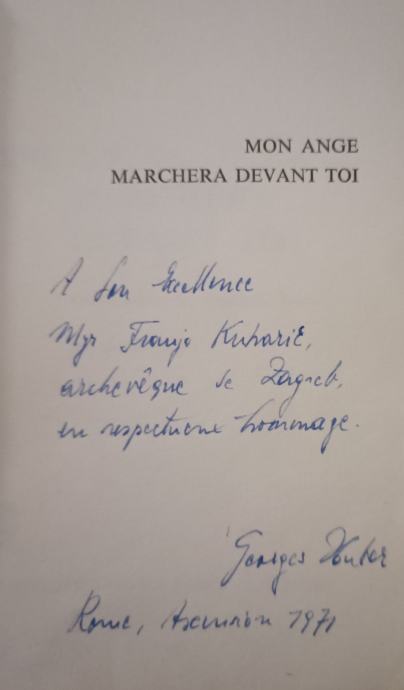 MON ANGE
MARCHERA DEVANT TOI
A Son Excellence
Mgr Franjo Kuharić,
archevêque de Zagreb,
en respectueux hommage.
Georges Huber
Rome, Ascension 1971